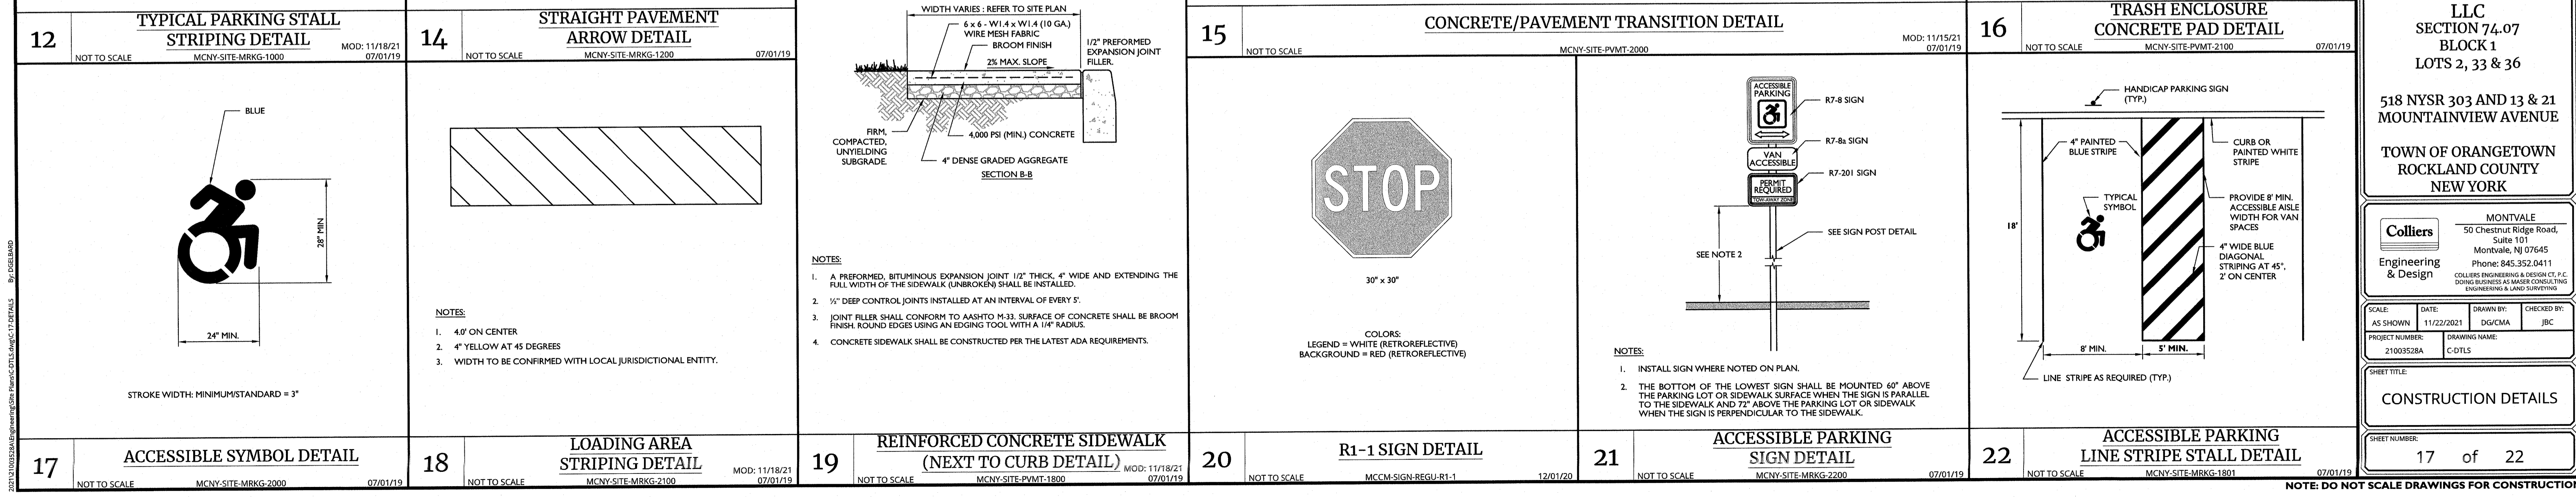 12
TYPICAL PARKING STALL
STRIPING DETAIL
MOD: 11/18/21
NOT TO SCALE
MCNY-SITE-MRKG-1000
07/01/19
14
STRAIGHT PAVEMENT
ARROW DETAIL
NOT TO SCALE
MCNY-SITE-MRKG-1200
07/01/19
WIDTH VARIES : REFER TO SITE PLAN
6 x 6 - W1.4 x W1.4 (10 GA.)
WIRE MESH FABRIC
BROOM FINISH
2% MAX. SLOPE
1/2" PREFORMED
EXPANSION JOINT
FILLER.
FIRM,
COMPACTED,
UNYIELDING
SUBGRADE.
4,000 PSI (MIN.) CONCRETE
4" DENSE GRADED AGGREGATE
SECTION B-B
NOTES:
1. A PREFORMED, BITUMINOUS EXPANSION JOINT 1/2" THICK, 4" WIDE AND EXTENDING THE
FULL WIDTH OF THE SIDEWALK (UNBROKEN) SHALL BE INSTALLED.
2. ½" DEEP CONTROL JOINTS INSTALLED AT AN INTERVAL OF EVERY 5'.
3. JOINT FILLER SHALL CONFORM TO AASHTO M-33. SURFACE OF CONCRETE SHALL BE BROOM
FINISH. ROUND EDGES USING AN EDGING TOOL WITH A 1/4" RADIUS.
4. CONCRETE SIDEWALK SHALL BE CONSTRUCTED PER THE LATEST ADA REQUIREMENTS.
15
CONCRETE/PAVEMENT TRANSITION DETAIL
MOD: 11/15/21
NOT TO SCALE
MCNY-SITE-PVMT-2000
07/01/19
16
TRASH ENCLOSURE
CONCRETE PAD DETAIL
NOT TO SCALE
MCNY-SITE-PVMT-2100
07/01/19
BLUE
28" MIN
24" MIN.
STROKE WIDTH: MINIMUM/STANDARD = 3"
17
ACCESSIBLE SYMBOL DETAIL
NOT TO SCALE
MCNY-SITE-MRKG-2000
07/01/19
NOTES:
1. 4.0' ON CENTER
2. 4" YELLOW AT 45 DEGREES
3. WIDTH TO BE CONFIRMED WITH LOCAL JURISDICTIONAL ENTITY.
18
LOADING AREA
STRIPING DETAIL
MOD: 11/18/21
NOT TO SCALE
MCNY-SITE-MRKG-2100
07/01/19
19
REINFORCED CONCRETE SIDEWALK
(NEXT TO CURB DETAIL)
MOD: 11/18/21
NOT TO SCALE
MCNY-SITE-PVMT-1800
07/01/19
STOP
30" x 30"
COLORS:
LEGEND = WHITE (RETROREFLECTIVE)
BACKGROUND = RED (RETROREFLECTIVE)
20
R1-1 SIGN DETAIL
NOT TO SCALE
MCCM-SIGN-REGU-R1-1
12/01/20
ACCESSIBLE
PARKING
VAN
ACCESSIBLE
PERMIT
REQUIRED
TOW-AWAY ZONE
R7-8 SIGN
R7-8a SIGN
R7-201 SIGN
SEE SIGN POST DETAIL
SEE NOTE 2
NOTES:
1. INSTALL SIGN WHERE NOTED ON PLAN.
2. THE BOTTOM OF THE LOWEST SIGN SHALL BE MOUNTED 60" ABOVE
THE PARKING LOT OR SIDEWALK SURFACE WHEN THE SIGN IS PARALLEL
TO THE SIDEWALK AND 72" ABOVE THE PARKING LOT OR SIDEWALK
WHEN THE SIGN IS PERPENDICULAR TO THE SIDEWALK.
21
ACCESSIBLE PARKING
SIGN DETAIL
NOT TO SCALE
MCNY-SITE-MRKG-2200
07/01/19
HANDICAP PARKING SIGN
(TYP.)
4" PAINTED
BLUE STRIPE
CURB OR
PAINTED WHITE
STRIPE
TYPICAL
SYMBOL
PROVIDE 8' MIN.
ACCESSIBLE AISLE
WIDTH FOR VAN
SPACES
18'
4" WIDE BLUE
DIAGONAL
STRIPING AT 45°,
2' ON CENTER
8' MIN.
5' MIN.
LINE STRIPE AS REQUIRED (TYP.)
22
ACCESSIBLE PARKING
LINE STRIPE STALL DETAIL
NOT TO SCALE
MCNY-SITE-MRKG-1801
07/01/19
LLC
SECTION 74.07
BLOCK 1
LOTS 2, 33 & 36
518 NYSR 303 AND 13 & 21
MOUNTAINVIEW AVENUE
TOWN OF ORANGETOWN
ROCKLAND COUNTY
NEW YORK
Colliers
Engineering
& Design
MONTVALE
50 Chestnut Ridge Road,
Suite 101
Montvale, NJ 07645
Phone: 845.352.0411
COLLIERS ENGINEERING & DESIGN CT, P.C.
DOING BUSINESS AS MASER CONSULTING
ENGINEERING & LAND SURVEYING
SCALE: DATE: DRAWN BY: CHECKED BY:
AS SHOWN 11/22/2021 DG/CMA JBC
PROJECT NUMBER: DRAWING NAME:
21003528A C-DTLS
SHEET TITLE:
CONSTRUCTION DETAILS
SHEET NUMBER:
17 of 22
NOTE: DO NOT SCALE DRAWINGS FOR CONSTRUCTIO
2021\21003528A\Engineering\Site Plans\C-17-DETAILS By: DGELBARD